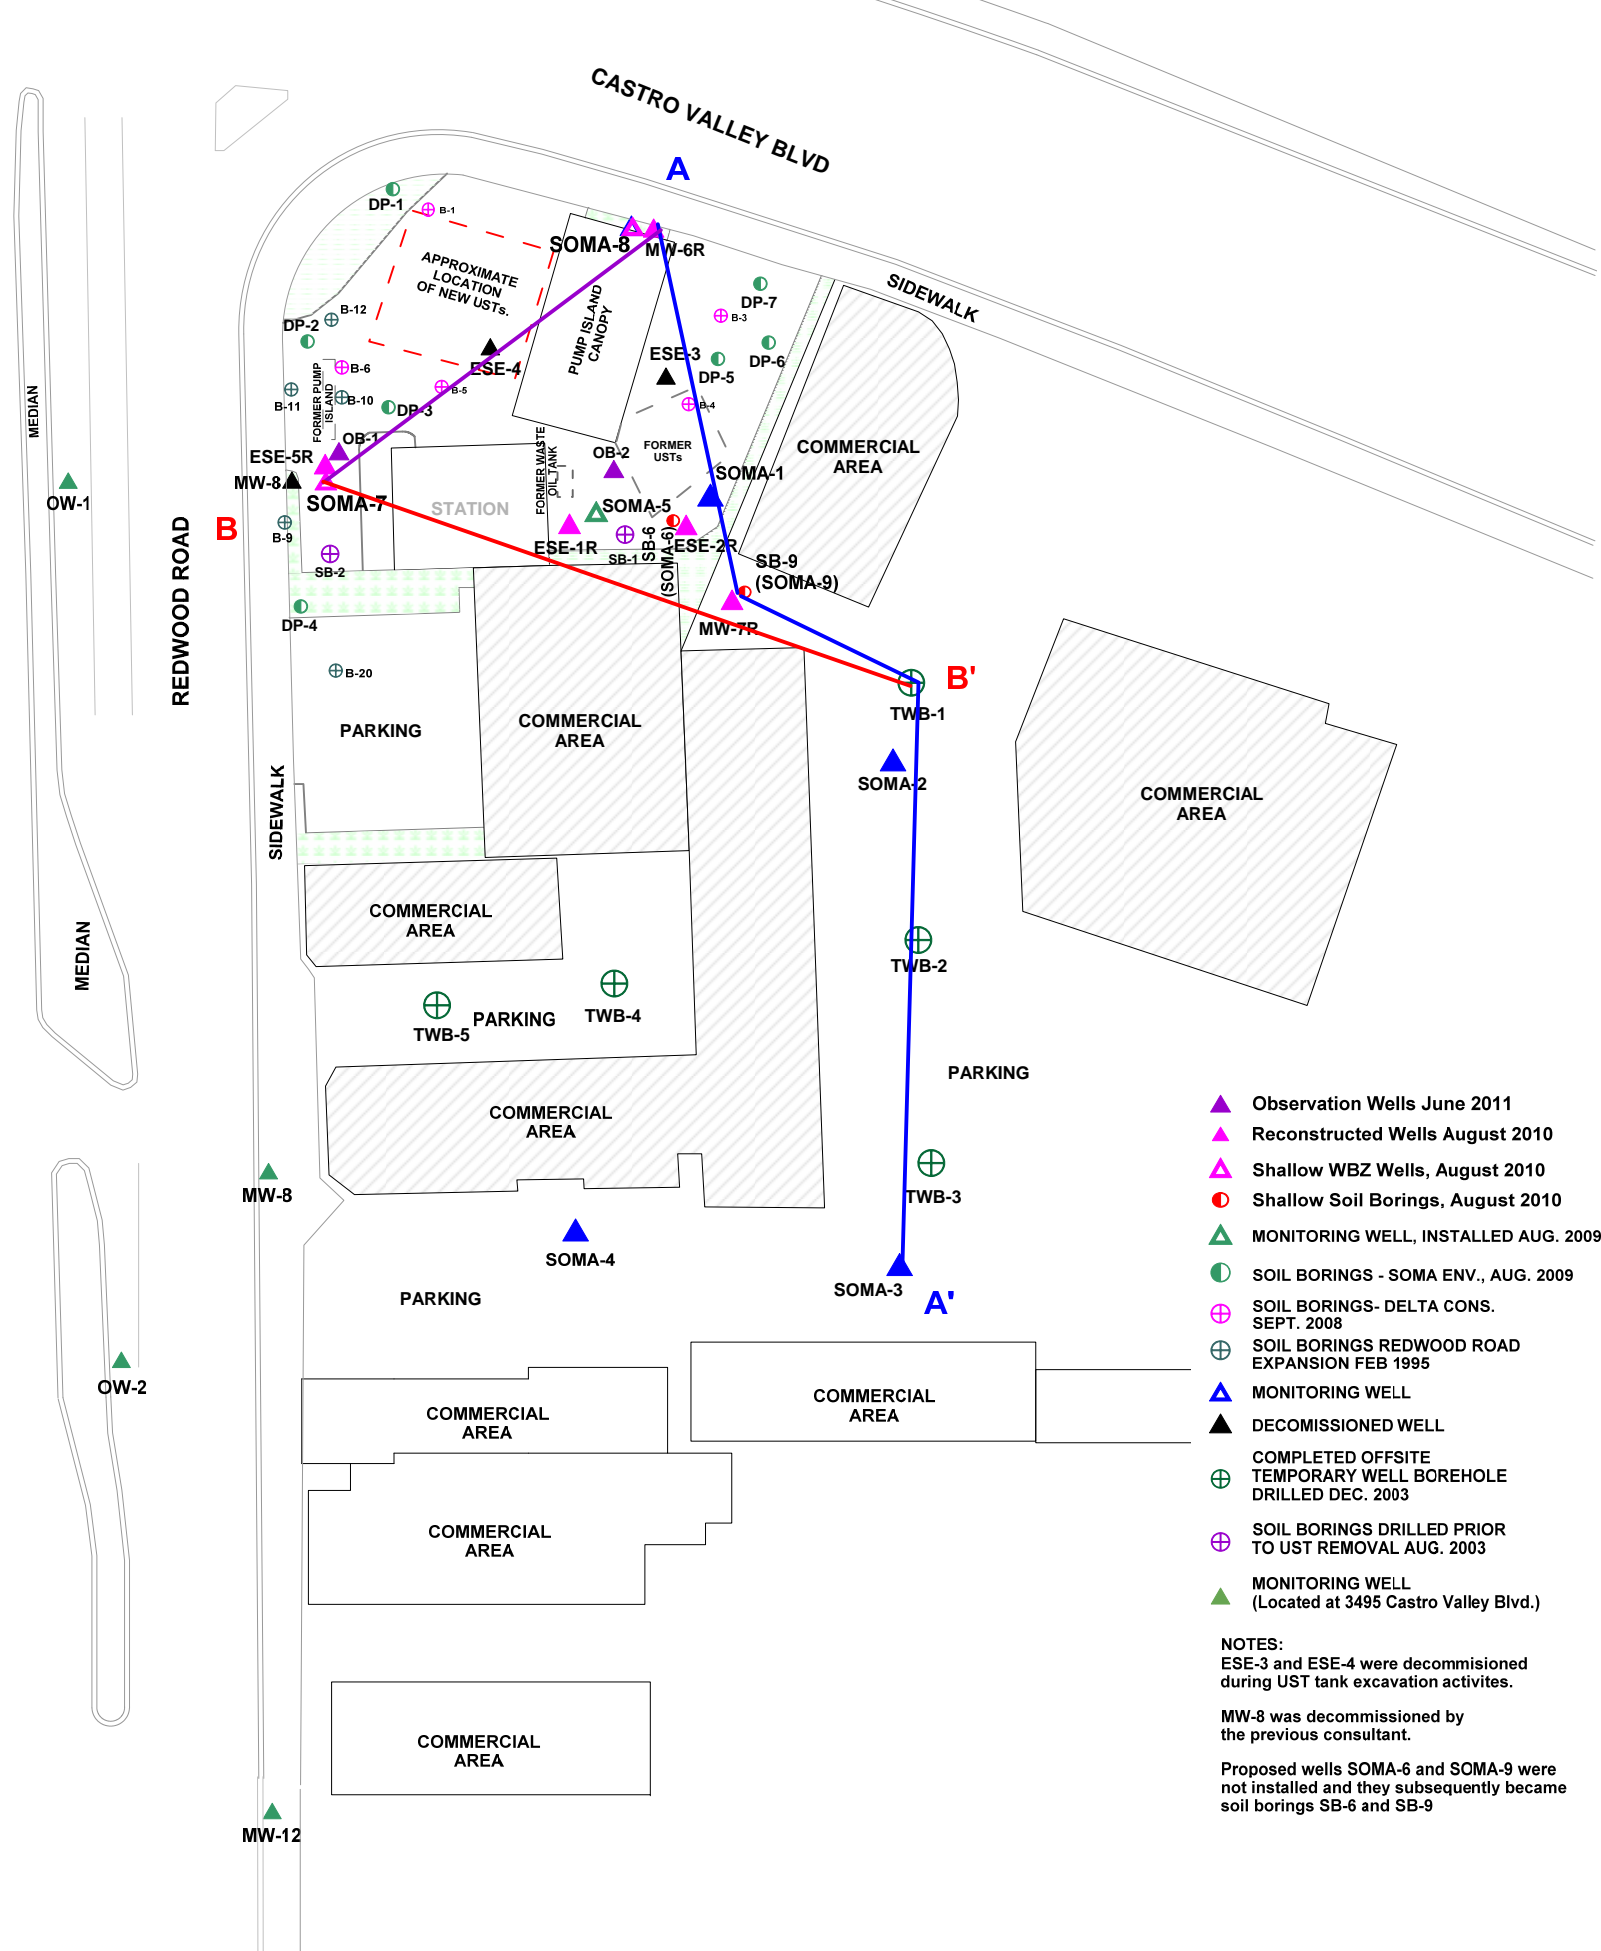 CASTRO VALLEY BLVD
A
DP-1
B-1
SOMA-8
MW-6R
APPROXIMATE
LOCATION
OF NEW USTs.
SIDEWALK
DP-7
B-3
B-12
DP-2
PUMP ISLAND
CANOPY
ESE-3
DP-6
ESE-4
DP-5
B-6
B-5
B-11
B-10
DP-3
B-4
FORMER PUMP
ISLAND
MEDIAN
OB-1
FORMER
USTs
COMMERCIAL
AREA
ESE-5R
OB-2
FORMER WASTE
OIL TANK
SOMA-1
MW-8
OW-1
SOMA-7
STATION
SOMA-5
B
B-9
ESE-1R
SB-6
(SOMA-6)
ESE-2R
SB-1
SB-2
SB-9
(SOMA-9)
REDWOOD ROAD
DP-4
MW-7R
B-20
B'
TWB-1
PARKING
COMMERCIAL
AREA
SOMA-2
COMMERCIAL
AREA
SIDEWALK
COMMERCIAL
AREA
MEDIAN
TWB-2
TWB-4
PARKING
TWB-5
PARKING
COMMERCIAL
AREA
TWB-3
MW-8
SOMA-4
SOMA-3
A'
PARKING
OW-2
COMMERCIAL
AREA
COMMERCIAL
AREA
COMMERCIAL
AREA
COMMERCIAL
AREA
MW-12
Observation Wells June 2011
Reconstructed Wells August 2010
Shallow WBZ Wells, August 2010
Shallow Soil Borings, August 2010
MONITORING WELL, INSTALLED AUG. 2009
SOIL BORINGS - SOMA ENV., AUG. 2009
SOIL BORINGS- DELTA CONS.
SEPT. 2008
SOIL BORINGS REDWOOD ROAD
EXPANSION FEB 1995
MONITORING WELL
DECOMISSIONED WELL
COMPLETED OFFSITE
TEMPORARY WELL BOREHOLE
DRILLED DEC. 2003
SOIL BORINGS DRILLED PRIOR
TO UST REMOVAL AUG. 2003
MONITORING WELL
(Located at 3495 Castro Valley Blvd.)
NOTES:
ESE-3 and ESE-4 were decommisioned
during UST tank excavation activites.
MW-8 was decommissioned by
the previous consultant.
Proposed wells SOMA-6 and SOMA-9 were
not installed and they subsequently became
soil borings SB-6 and SB-9